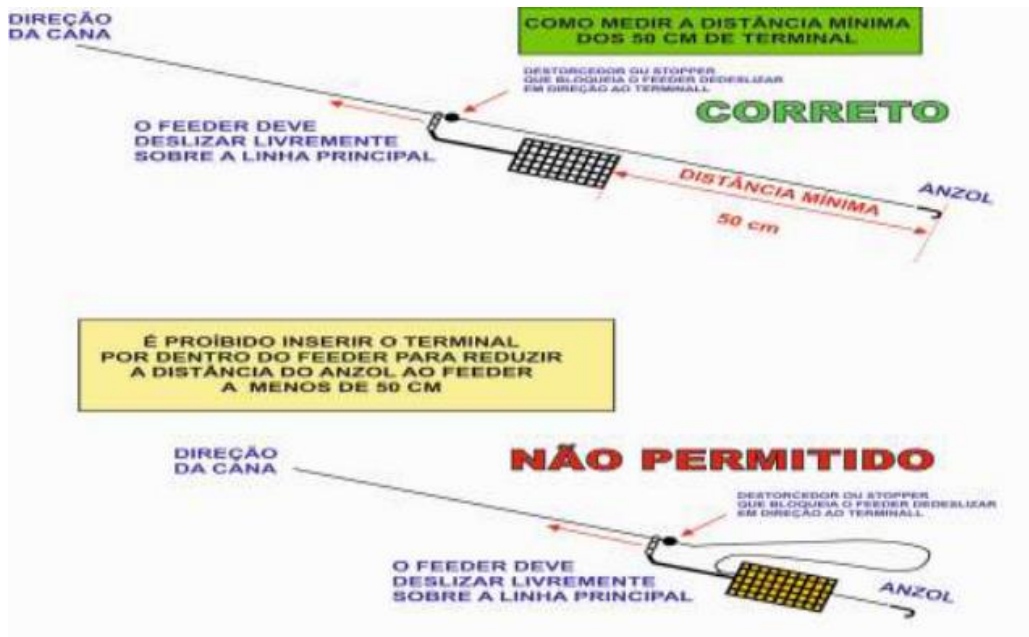 DIREÇÃO
DA CANA
COMO MEDIR A DISTÂNCIA MÍNIMA
DOS 50 CM DE TERMINAL
DESTORCEDOR OU STOPPER
QUE BLOQUEIA O FEEDER DEDESLIZAR
EM DIREÇÃO AO TERMINALL
CORRETO
O FEEDER DEVE
DESLIZAR LIVREMENTE
SOBRE A LINHA PRINCIPAL
DISTÂNCIA MÍNIMA
50 cm
ANZOL
É PROÍBIDO INSERIR O TERMINAL
POR DENTRO DO FEEDER PARA REDUZIR
A DISTÂNCIA DO ANZOL AO FEEDER
A MENOS DE 50 CM
DIREÇÃO
DA CANA
NÃO PERMITIDO
DESTORCEDOR OU STOPPER
QUE BLOQUEIA O FEEDER DEDESLIZAR
EM DIREÇÃO AO TERMINALL
O FEEDER DEVE
DESLIZAR LIVREMENTE
SOBRE A LINHA PRINCIPAL
ANZOL